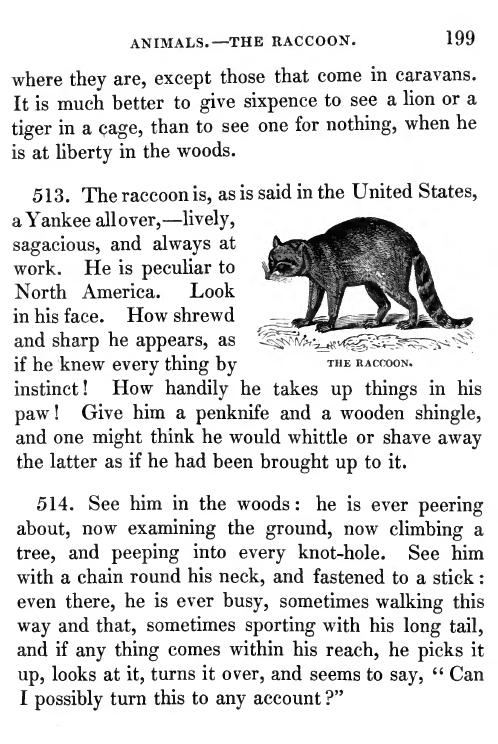 ANIMALS.—THE RACCOON. 199
where they are, except those that come in caravans.
It is much better to give sixpence to see a lion or a
tiger in a cage, than to see one for nothing, when he
is at liberty in the woods.
513. The raccoon is, as is said in the United States,
a Yankee all over,—lively,
sagacious, and always at
work. He is peculiar to
North America. Look
in his face. How shrewd
and sharp he appears, as
if he knew every thing by
THE RACCOON.
instinct! How handily he takes up things in his
paw! Give him a penknife and a wooden shingle,
and one might think he would whittle or shave away
the latter as if he had been brought up to it.
514. See him in the woods: he is ever peering
about, now examining the ground, now climbing a
tree, and peeping into every knot-hole. See him
with a chain round his neck, and fastened to a stick:
even there, he is ever busy, sometimes walking this
way and that, sometimes sporting with his long tail,
and if any thing comes within his reach, he picks it
up, looks at it, turns it over, and seems to say, “Can
I possibly turn this to any account?”